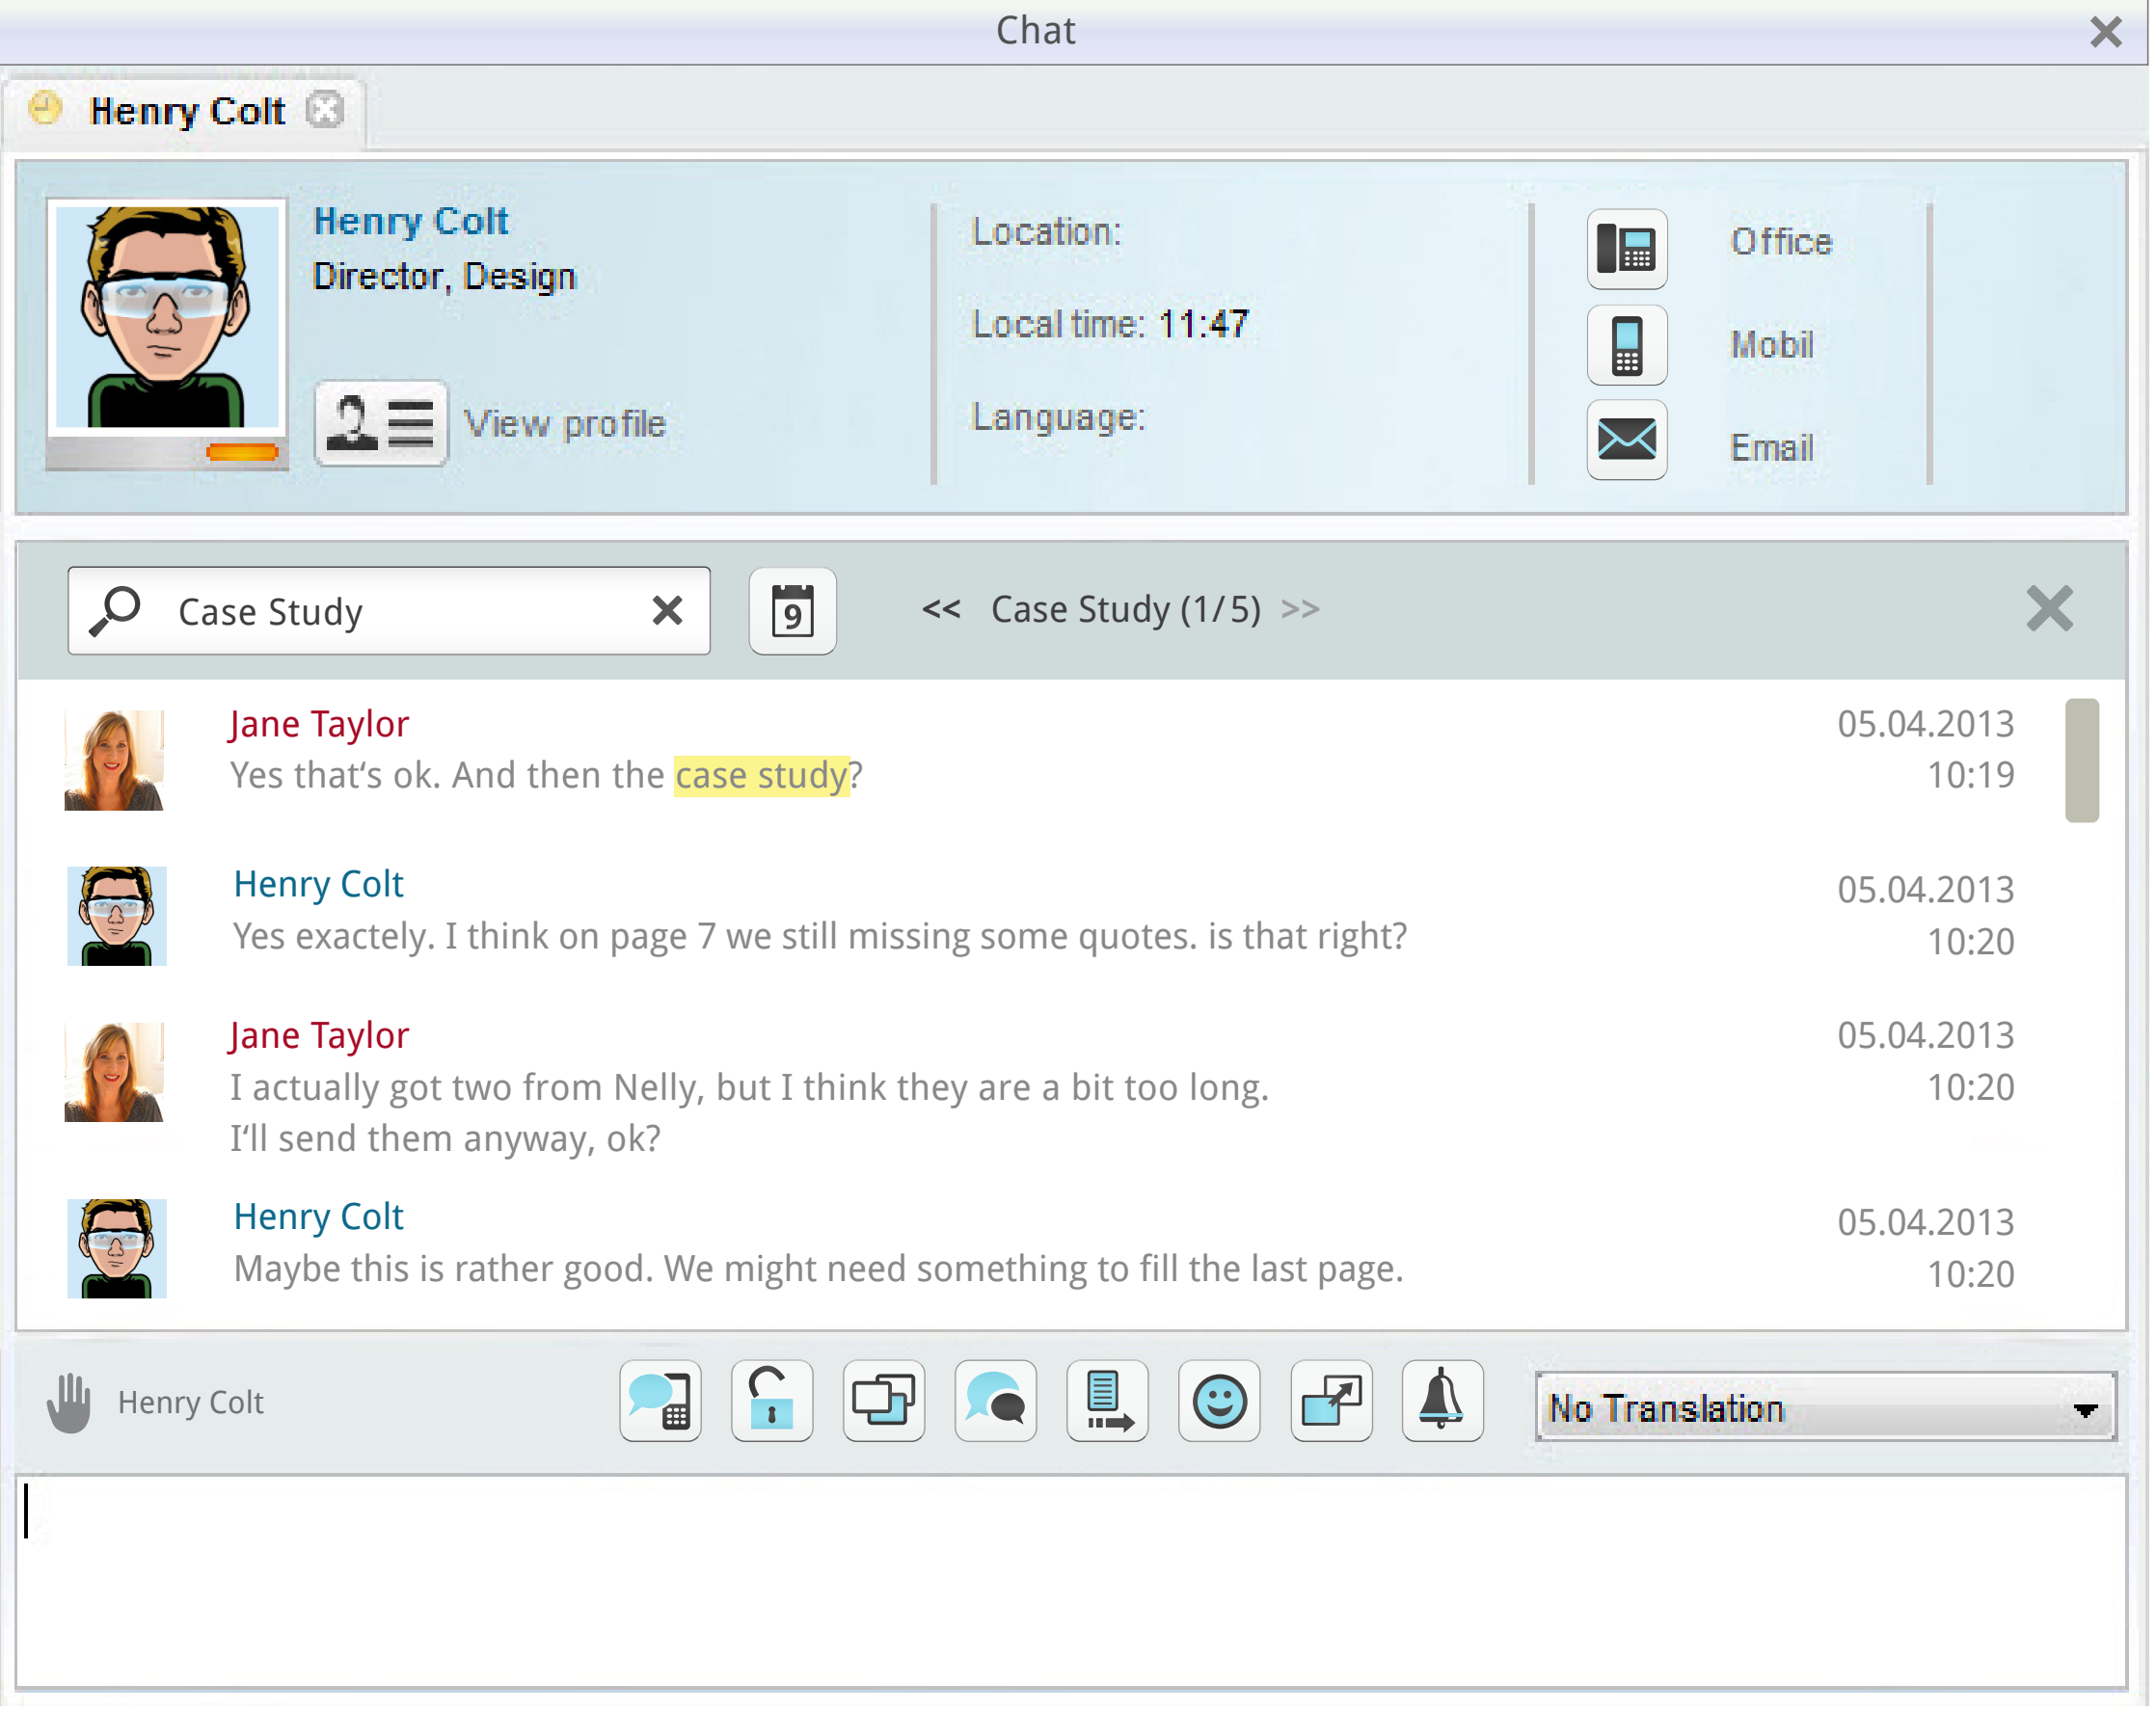 Chat
Henry Colt
Henry Colt
Director, Design
View profile
Location:
Local time: 11:47
Language:
Office
Mobil
Email
Case Study
9
<< Case Study (1/5) >>
Jane Taylor
05.04.2013
Yes that‘s ok. And then the case study?
10:19
Henry Colt
05.04.2013
Yes exactely. I think on page 7 we still missing some quotes. is that right?
10:20
Jane Taylor
05.04.2013
I actually got two from Nelly, but I think they are a bit too long.
10:20
I‘ll send them anyway, ok?
Henry Colt
05.04.2013
Maybe this is rather good. We might need something to fill the last page.
10:20
Henry Colt
No Translation